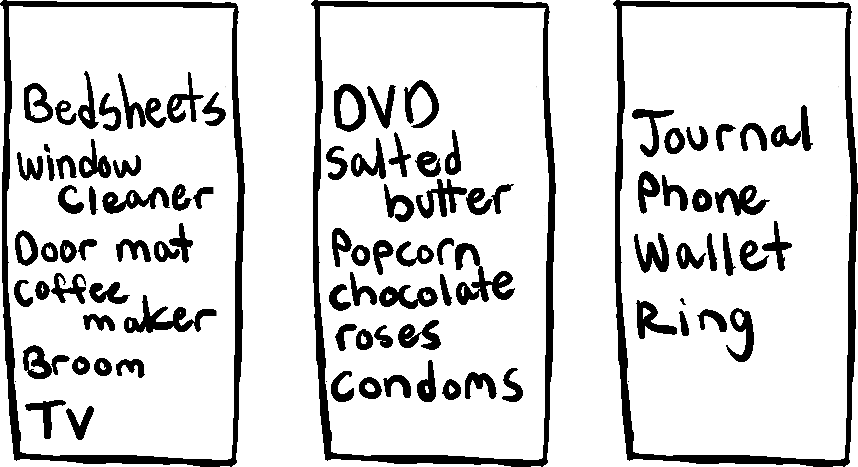 Bedsheets
window
cleaner
Door mat
coffee
maker
Broom
TV
DVD
salted
butter
Popcorn
chocolate
roses
condoms
Journal
Phone
Wallet
Ring